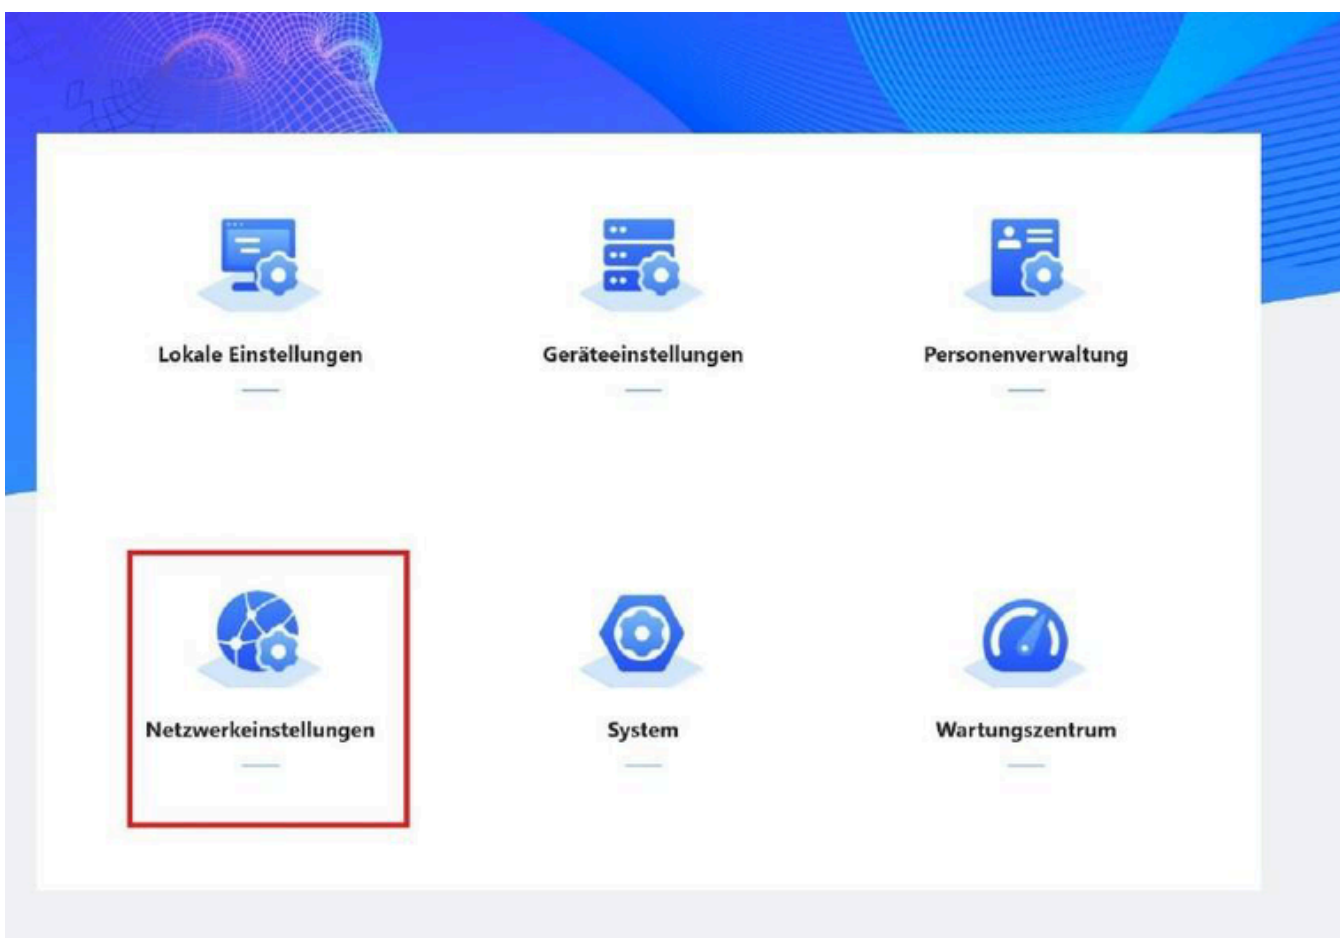 Lokale Einstellungen
Geräteeinstellungen
Personenverwaltung
Netzwerkeinstellungen
System
Wartungszentrum